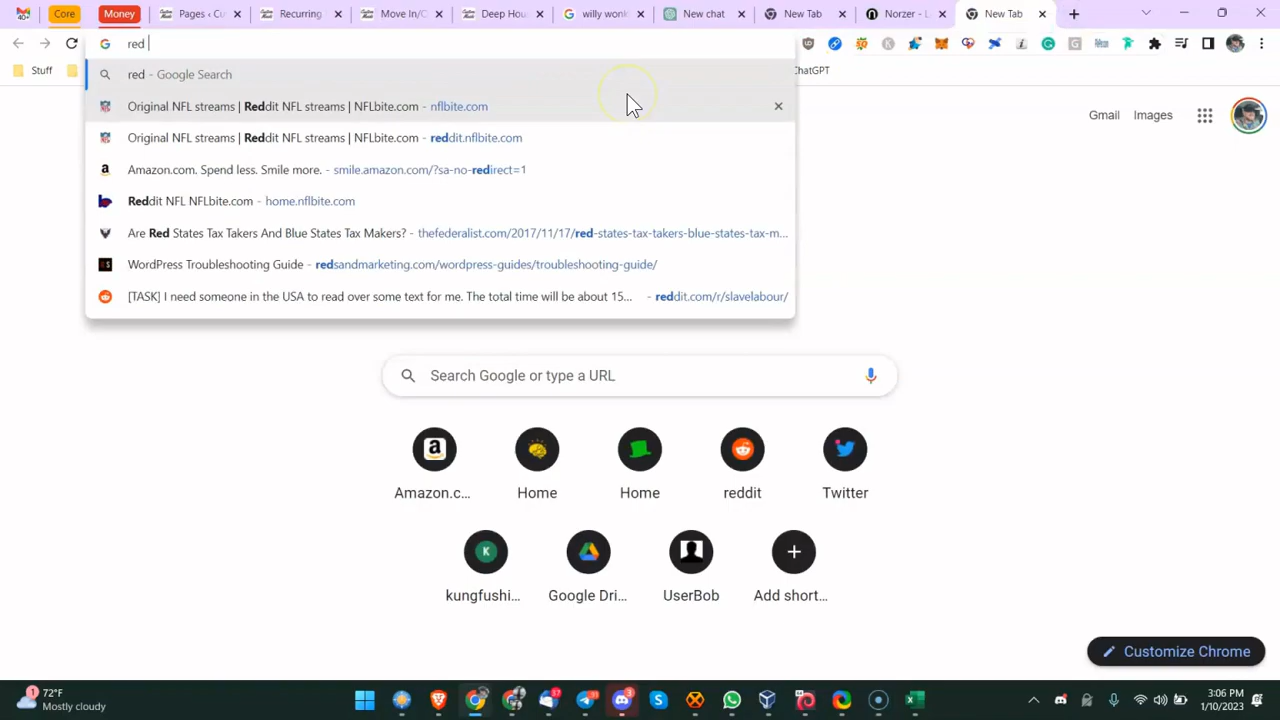 40+
Core
Money
Pages ‹ Cu
Recurring
Move lov/C
deepsoulc
willy wonk
New chat
New Tab
Norzer - E
New Tab
red
Stuff
ChatGPT
red - Google Search
Original NFL streams | Reddit NFL streams | NFLbite.com - nflbite.com
Original NFL streams | Reddit NFL streams | NFLbite.com - reddit.nflbite.com
Amazon.com. Spend less. Smile more. - smile.amazon.com/?sa-no-redirect=1
Reddit NFL NFLbite.com - home.nflbite.com
Are Red States Tax Takers And Blue States Tax Makers? - thefederalist.com/2017/11/17/red-states-tax-takers-blue-states-tax-m...
WordPress Troubleshooting Guide - redsandmarketing.com/wordpress-guides/troubleshooting-guide/
[TASK] I need someone in the USA to read over some text for me. The total time will be about 15... - reddit.com/r/slavelabour/
Gmail Images
Search Google or type a URL
Amazon.c... Home Home reddit Twitter
kungfushi... Google Dri... UserBob Add short...
Customize Chrome
72°F
Mostly cloudy
3:06 PM
1/10/2023